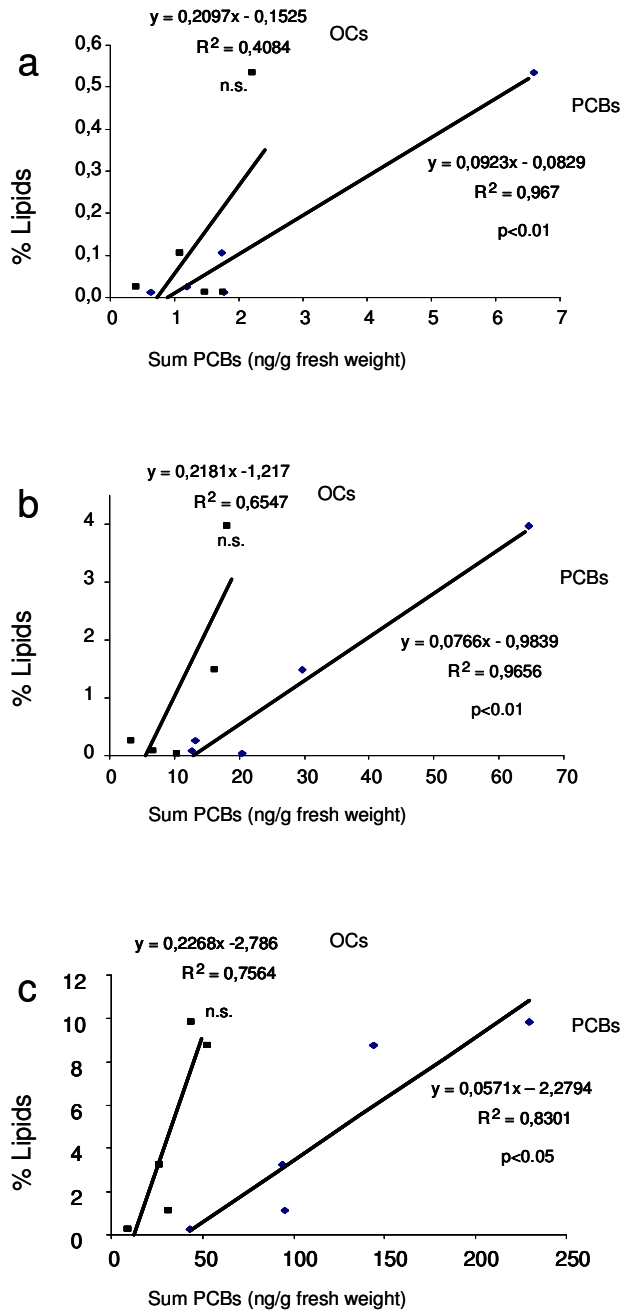 y = 0,2097x - 0,1525
OCs
R2 = 0,4084
a
0,6
n.s.
0,5
PCBs
0,4
y = 0,0923x - 0,0829
0,3
R2 = 0,967
% Lipids
0,2
p<0.01
0,1
0,0
0 1 2 3 4 5 6 7
Sum PCBs (ng/g fresh weight)
y = 0,2181x -1,217
OCs
R2 = 0,6547
b
4
n.s.
PCBs
3
y = 0,0766x - 0,9839
2
R2 = 0,9656
% Lipids
p<0.01
1
0
0 10 20 30 40 50 60 70
Sum PCBs (ng/g fresh weight)
y = 0,2268x -2,786
OCs
R2 = 0,7564
c
12
n.s.
10
PCBs
8
y = 0,0571x – 2,2794
6
R2 = 0,8301
% Lipids
4
p<0.05
2
0
0 50 100 150 200 250
Sum PCBs (ng/g fresh weight)